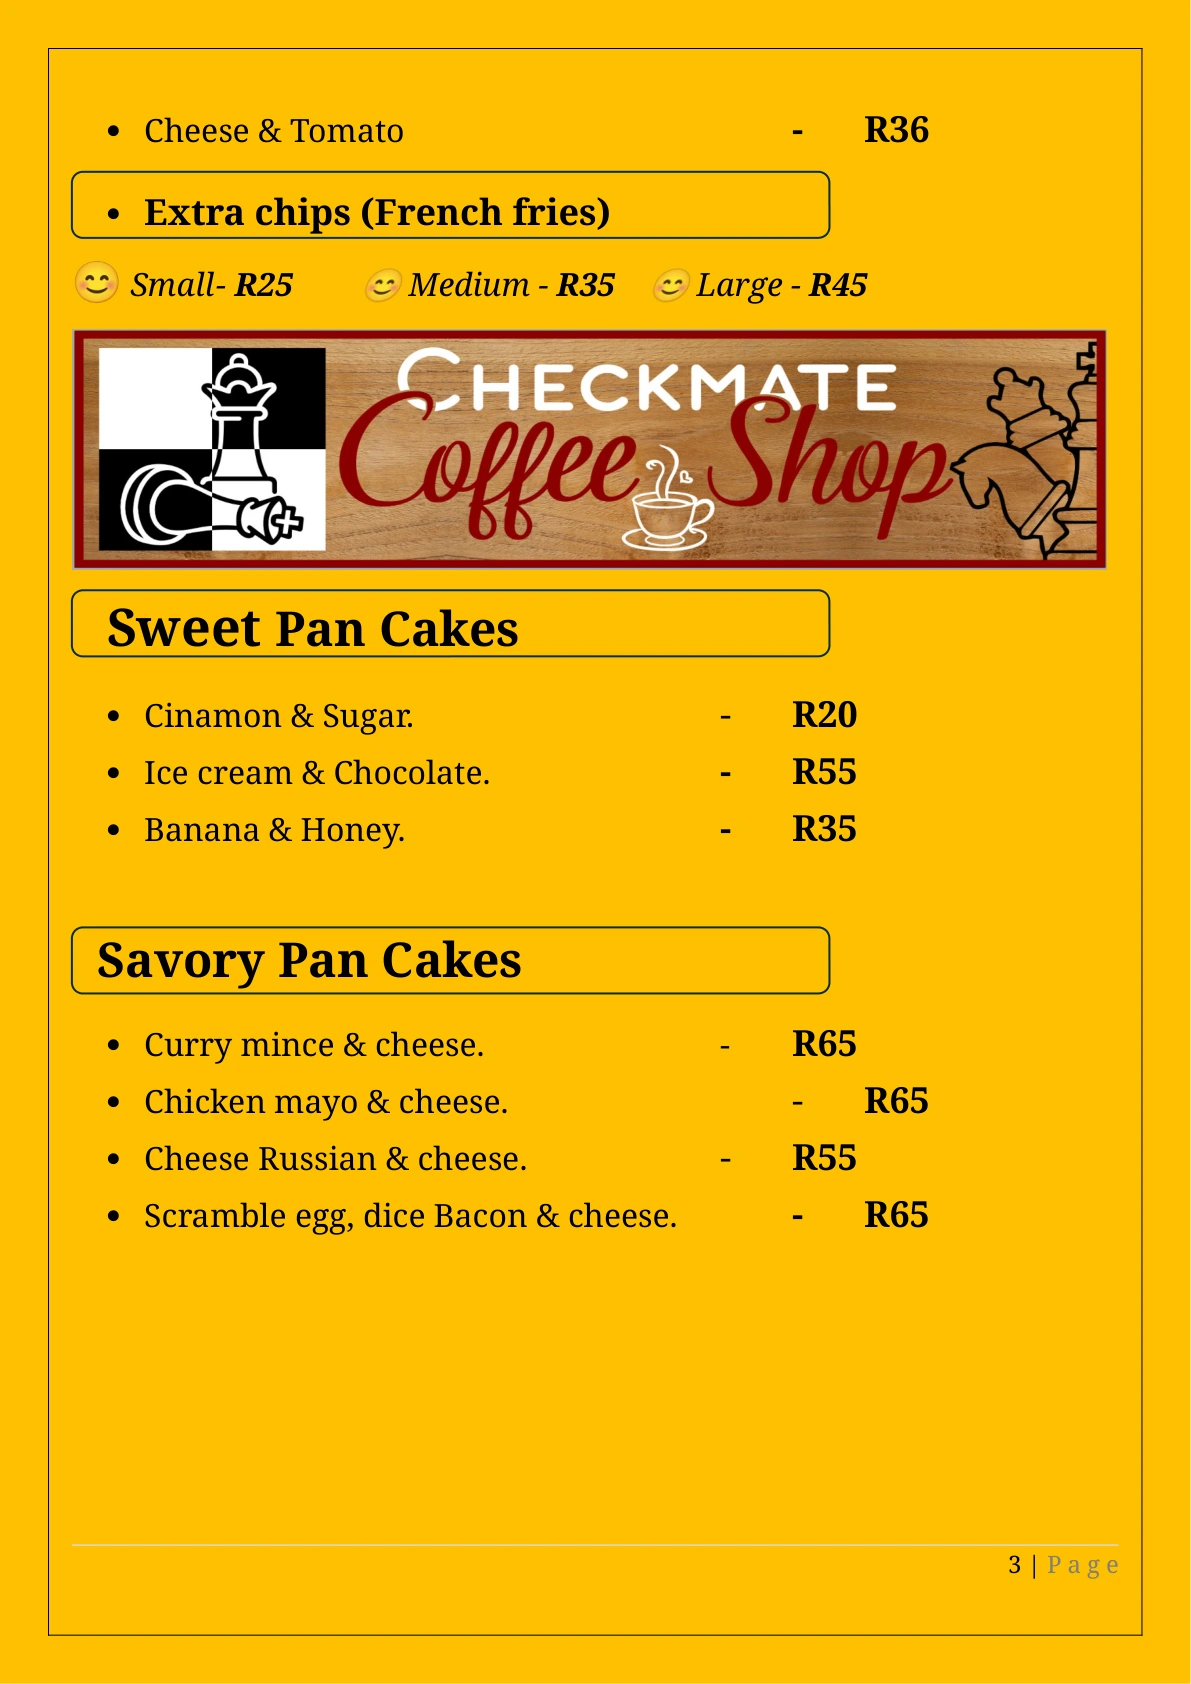 • Cheese & Tomato - R36
• Extra chips (French fries)
😊 Small- R25 😊 Medium - R35 😊 Large - R45
CHECKMATE
Coffee Shop
Sweet Pan Cakes
• Cinamon & Sugar. - R20
• Ice cream & Chocolate. - R55
• Banana & Honey. - R35
Savory Pan Cakes
• Curry mince & cheese. - R65
• Chicken mayo & cheese. - R65
• Cheese Russian & cheese. - R55
• Scramble egg, dice Bacon & cheese. - R65
3 | Page